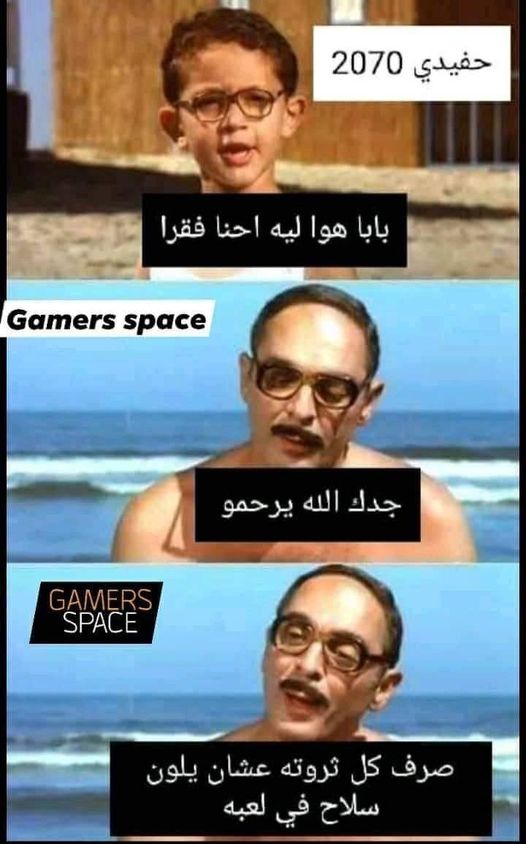 حفيدي 2070
بابا هوا ليه احنا فقرا
Gamers space
جدك الله يرحمو
GAMERS
SPACE
صرف كل ثروته عشان يلون
سلاح في لعبه